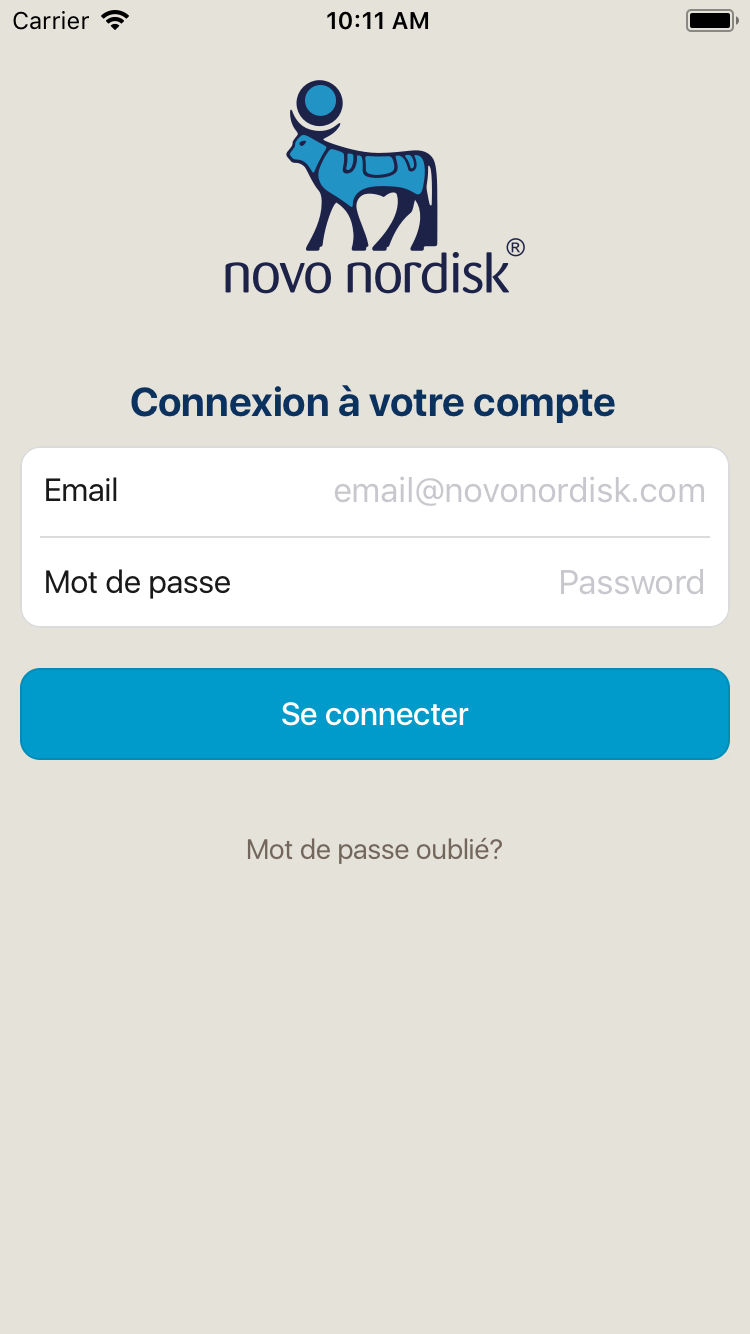 Carrier 10:11 AM
novo nordisk®
Connexion à votre compte
Email email@novonordisk.com
Mot de passe Password
Se connecter
Mot de passe oublié?